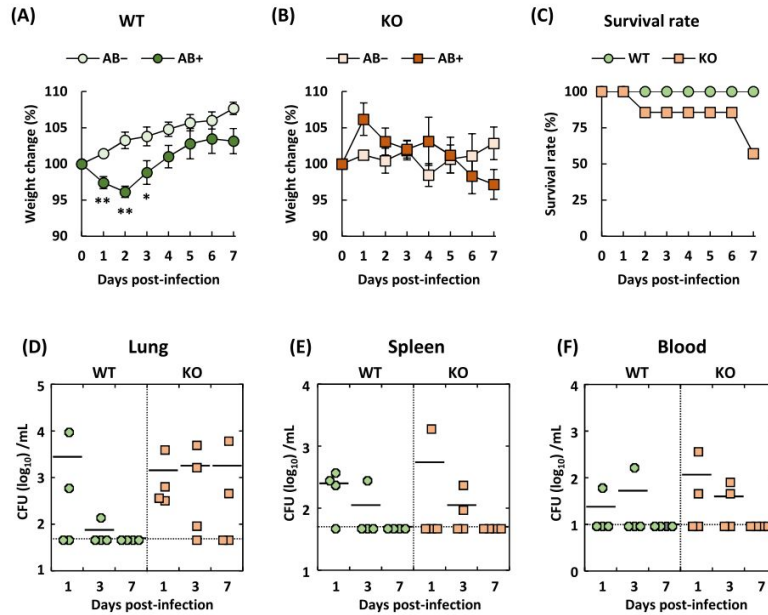 (A) WT
AB− AB+
Weight change (%)
110
105
100
95
90
** ** *
0 1 2 3 4 5 6 7
Days post-infection
(B) KO
AB− AB+
Weight change (%)
110
105
100
95
90
0 1 2 3 4 5 6 7
Days post-infection
(C) Survival rate
WT KO
Survival rate (%)
100
75
50
25
0
0 1 2 3 4 5 6 7
Days post-infection
(D) Lung
WT KO
CFU (log10) /mL
5
4
3
2
1
1 3 7 1 3 7
Days post-infection
(E) Spleen
WT KO
CFU (log10) /mL
4
3
2
1
1 3 7 1 3 7
Days post-infection
(F) Blood
WT KO
CFU (log10) /mL
4
3
2
1
0
1 3 7 1 3 7
Days post-infection